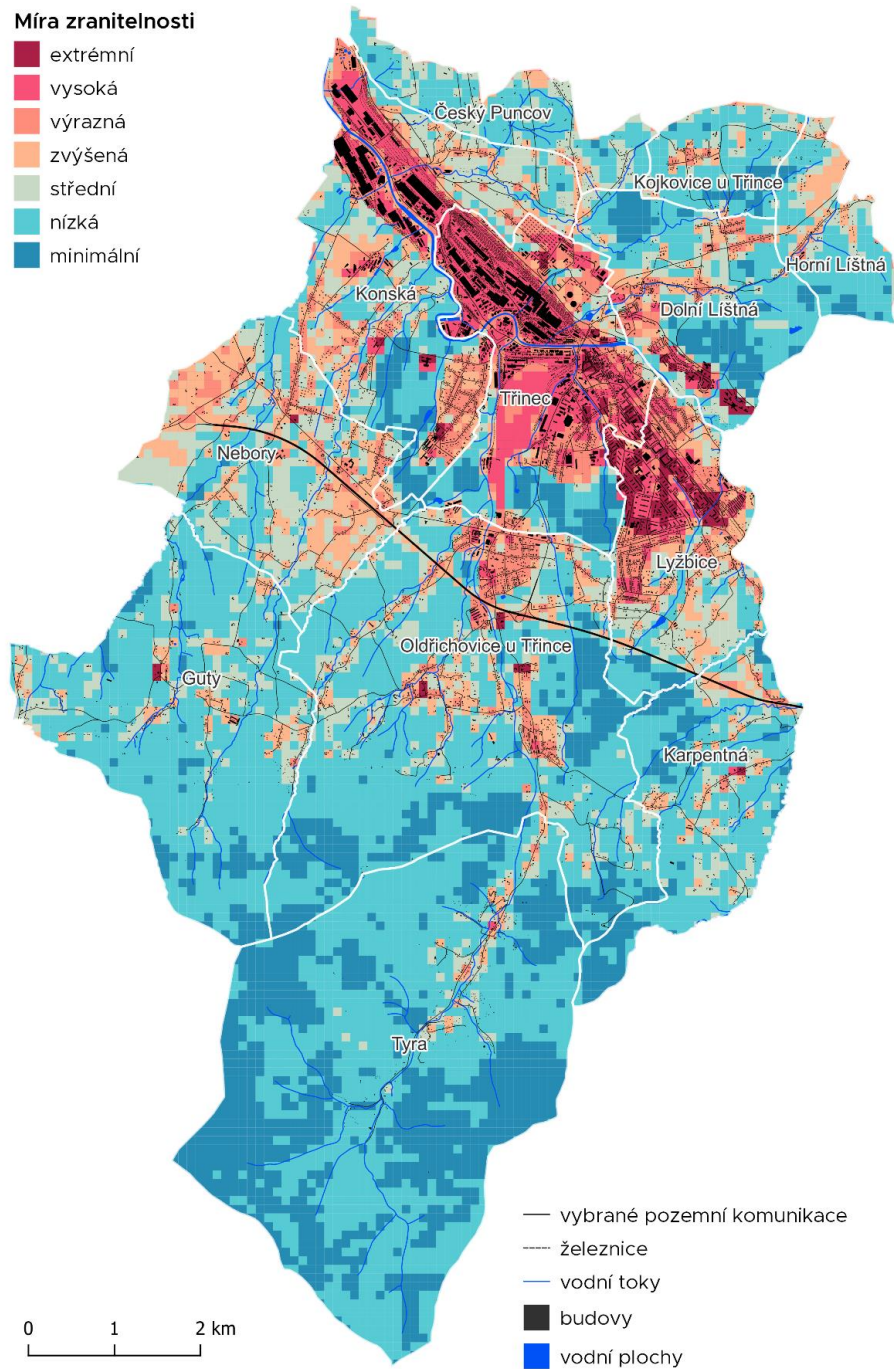 Míra zranitelnosti
extrémní
vysoká
výrazná
zvýšená
střední
nízká
minimální
Český Puncov
Kojkovice u Třince
Horní Líštná
Konská
Dolní Líštná
Třinec
Nebory
Lyžbice
Oldřichovice u Třince
Guty
Karpentná
Tyra
vybrané pozemní komunikace
železnice
vodní toky
budovy
vodní plochy
0 1 2 km